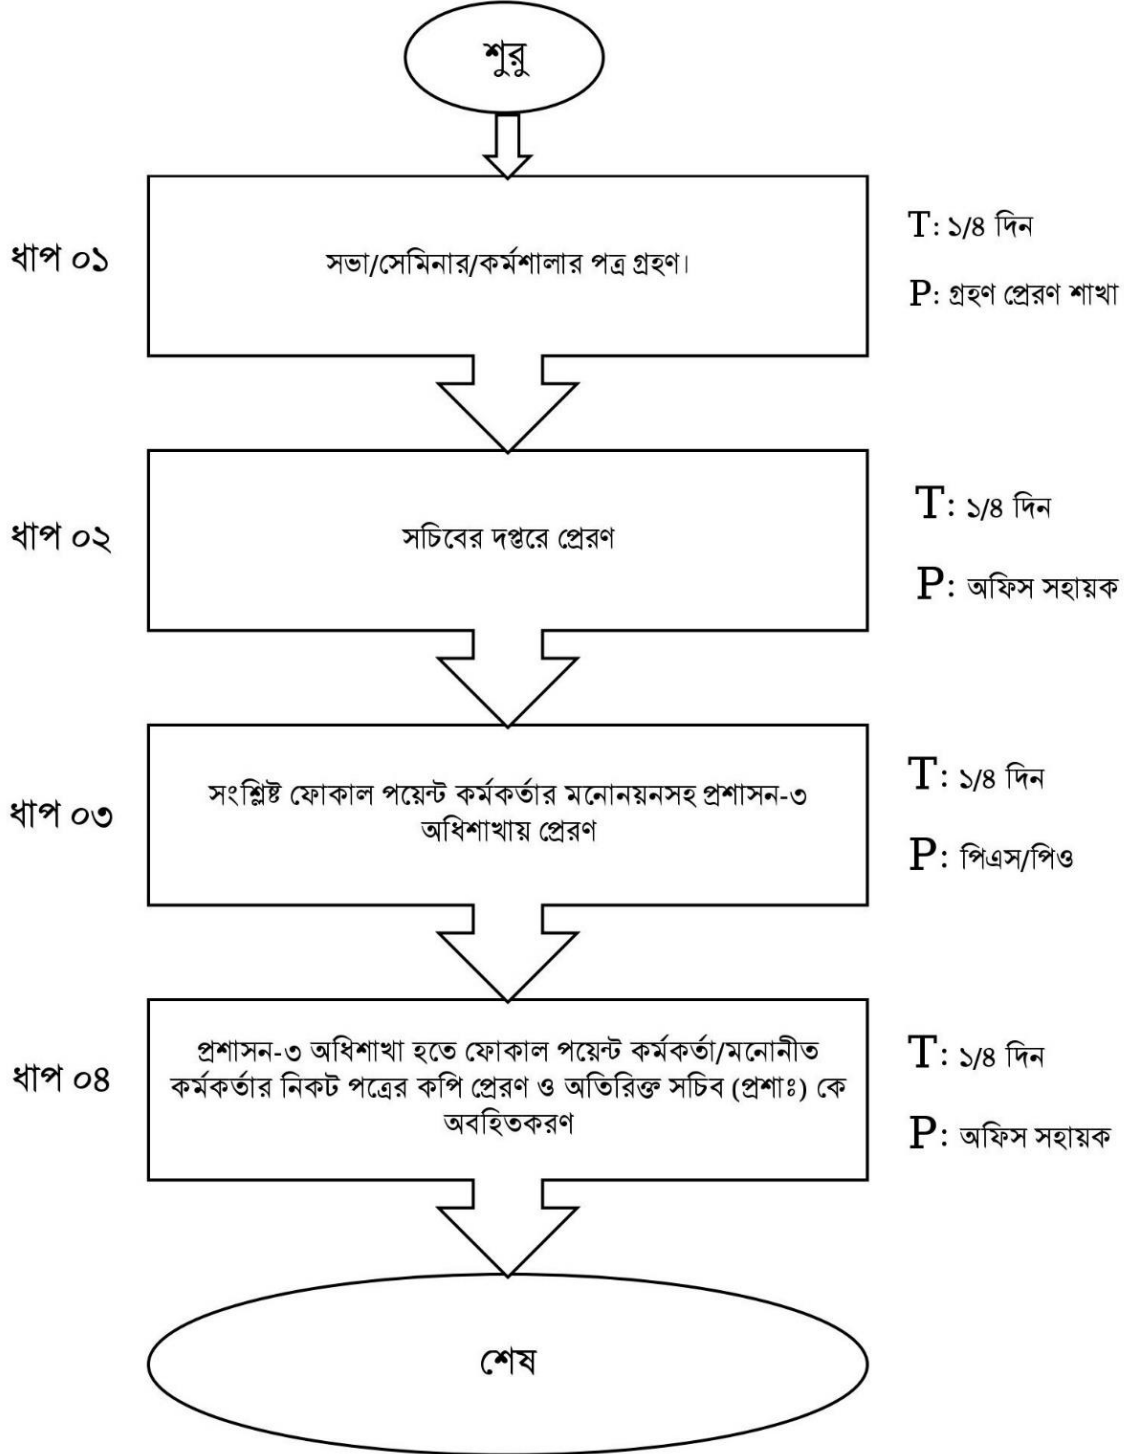 শুরু
ধাপ ০১
সভা/সেমিনার/কর্মশালার পত্র গ্রহণ।
T: ১/৪ দিন
P: গ্রহণ প্রেরণ শাখা
ধাপ ০২
সচিবের দপ্তরে প্রেরণ
T: ১/৪ দিন
P: অফিস সহায়ক
ধাপ ০৩
সংশ্লিষ্ট ফোকাল পয়েন্ট কর্মকর্তার মনোনয়নসহ প্রশাসন-৩
অধিশাখায় প্রেরণ
T: ১/৪ দিন
P: পিএস/পিও
ধাপ ০৪
প্রশাসন-৩ অধিশাখা হতে ফোকাল পয়েন্ট কর্মকর্তা/মনোনীত
কর্মকর্তার নিকট পত্রের কপি প্রেরণ ও অতিরিক্ত সচিব (প্রশাঃ) কে
অবহিতকরণ
T: ১/৪ দিন
P: অফিস সহায়ক
শেষ